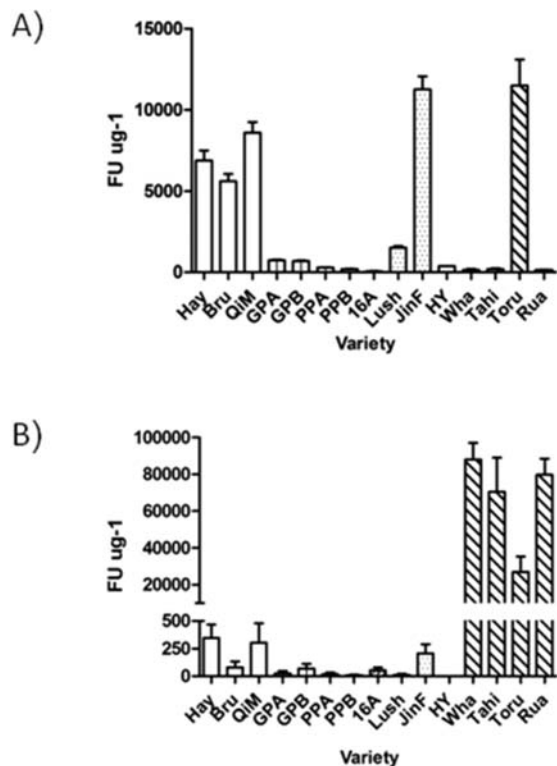 A)
15000
10000
5000
0
FU ug-1
Hay Bru QiM GPA GPB PPA PPB 16A Lush JinF HY Wha Tahi Toru Rua
Variety
B)
100000
80000
60000
40000
20000
500
250
0
FU ug-1
Hay Bru QiM GPA GPB PPA PPB 16A Lush JinF HY Wha Tahi Toru Rua
Variety